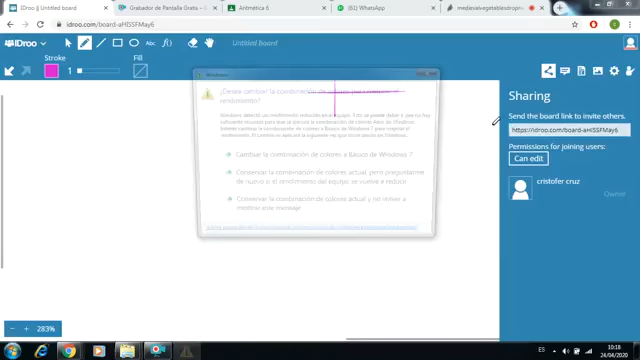 IDroo || Untitled board
Grabador de Pantalla Gratis -
Aritmética 6
(61) WhatsApp
idroo.com/board-aHISSFMay6
IDroo
Abc
f()
Untitled board
Stroke
Fill
1
Windows
¿Desea cambiar la combinación de colores para mejorar el
rendimiento?
Cambiar la combinación de colores a Básico de Windows 7
Conservar la combinación de colores actual, pero preguntarme
de nuevo si el rendimiento del equipo se vuelve a reducir
Conservar la combinación de colores actual y no volver a
mostrar este mensaje
Sharing
Send the board link to invite others.
https://idroo.com/board-aHISSFMay6
Permissions for joining users:
Can edit
cristofer cruz
Owner
283%
ES
10:18
24/04/2020